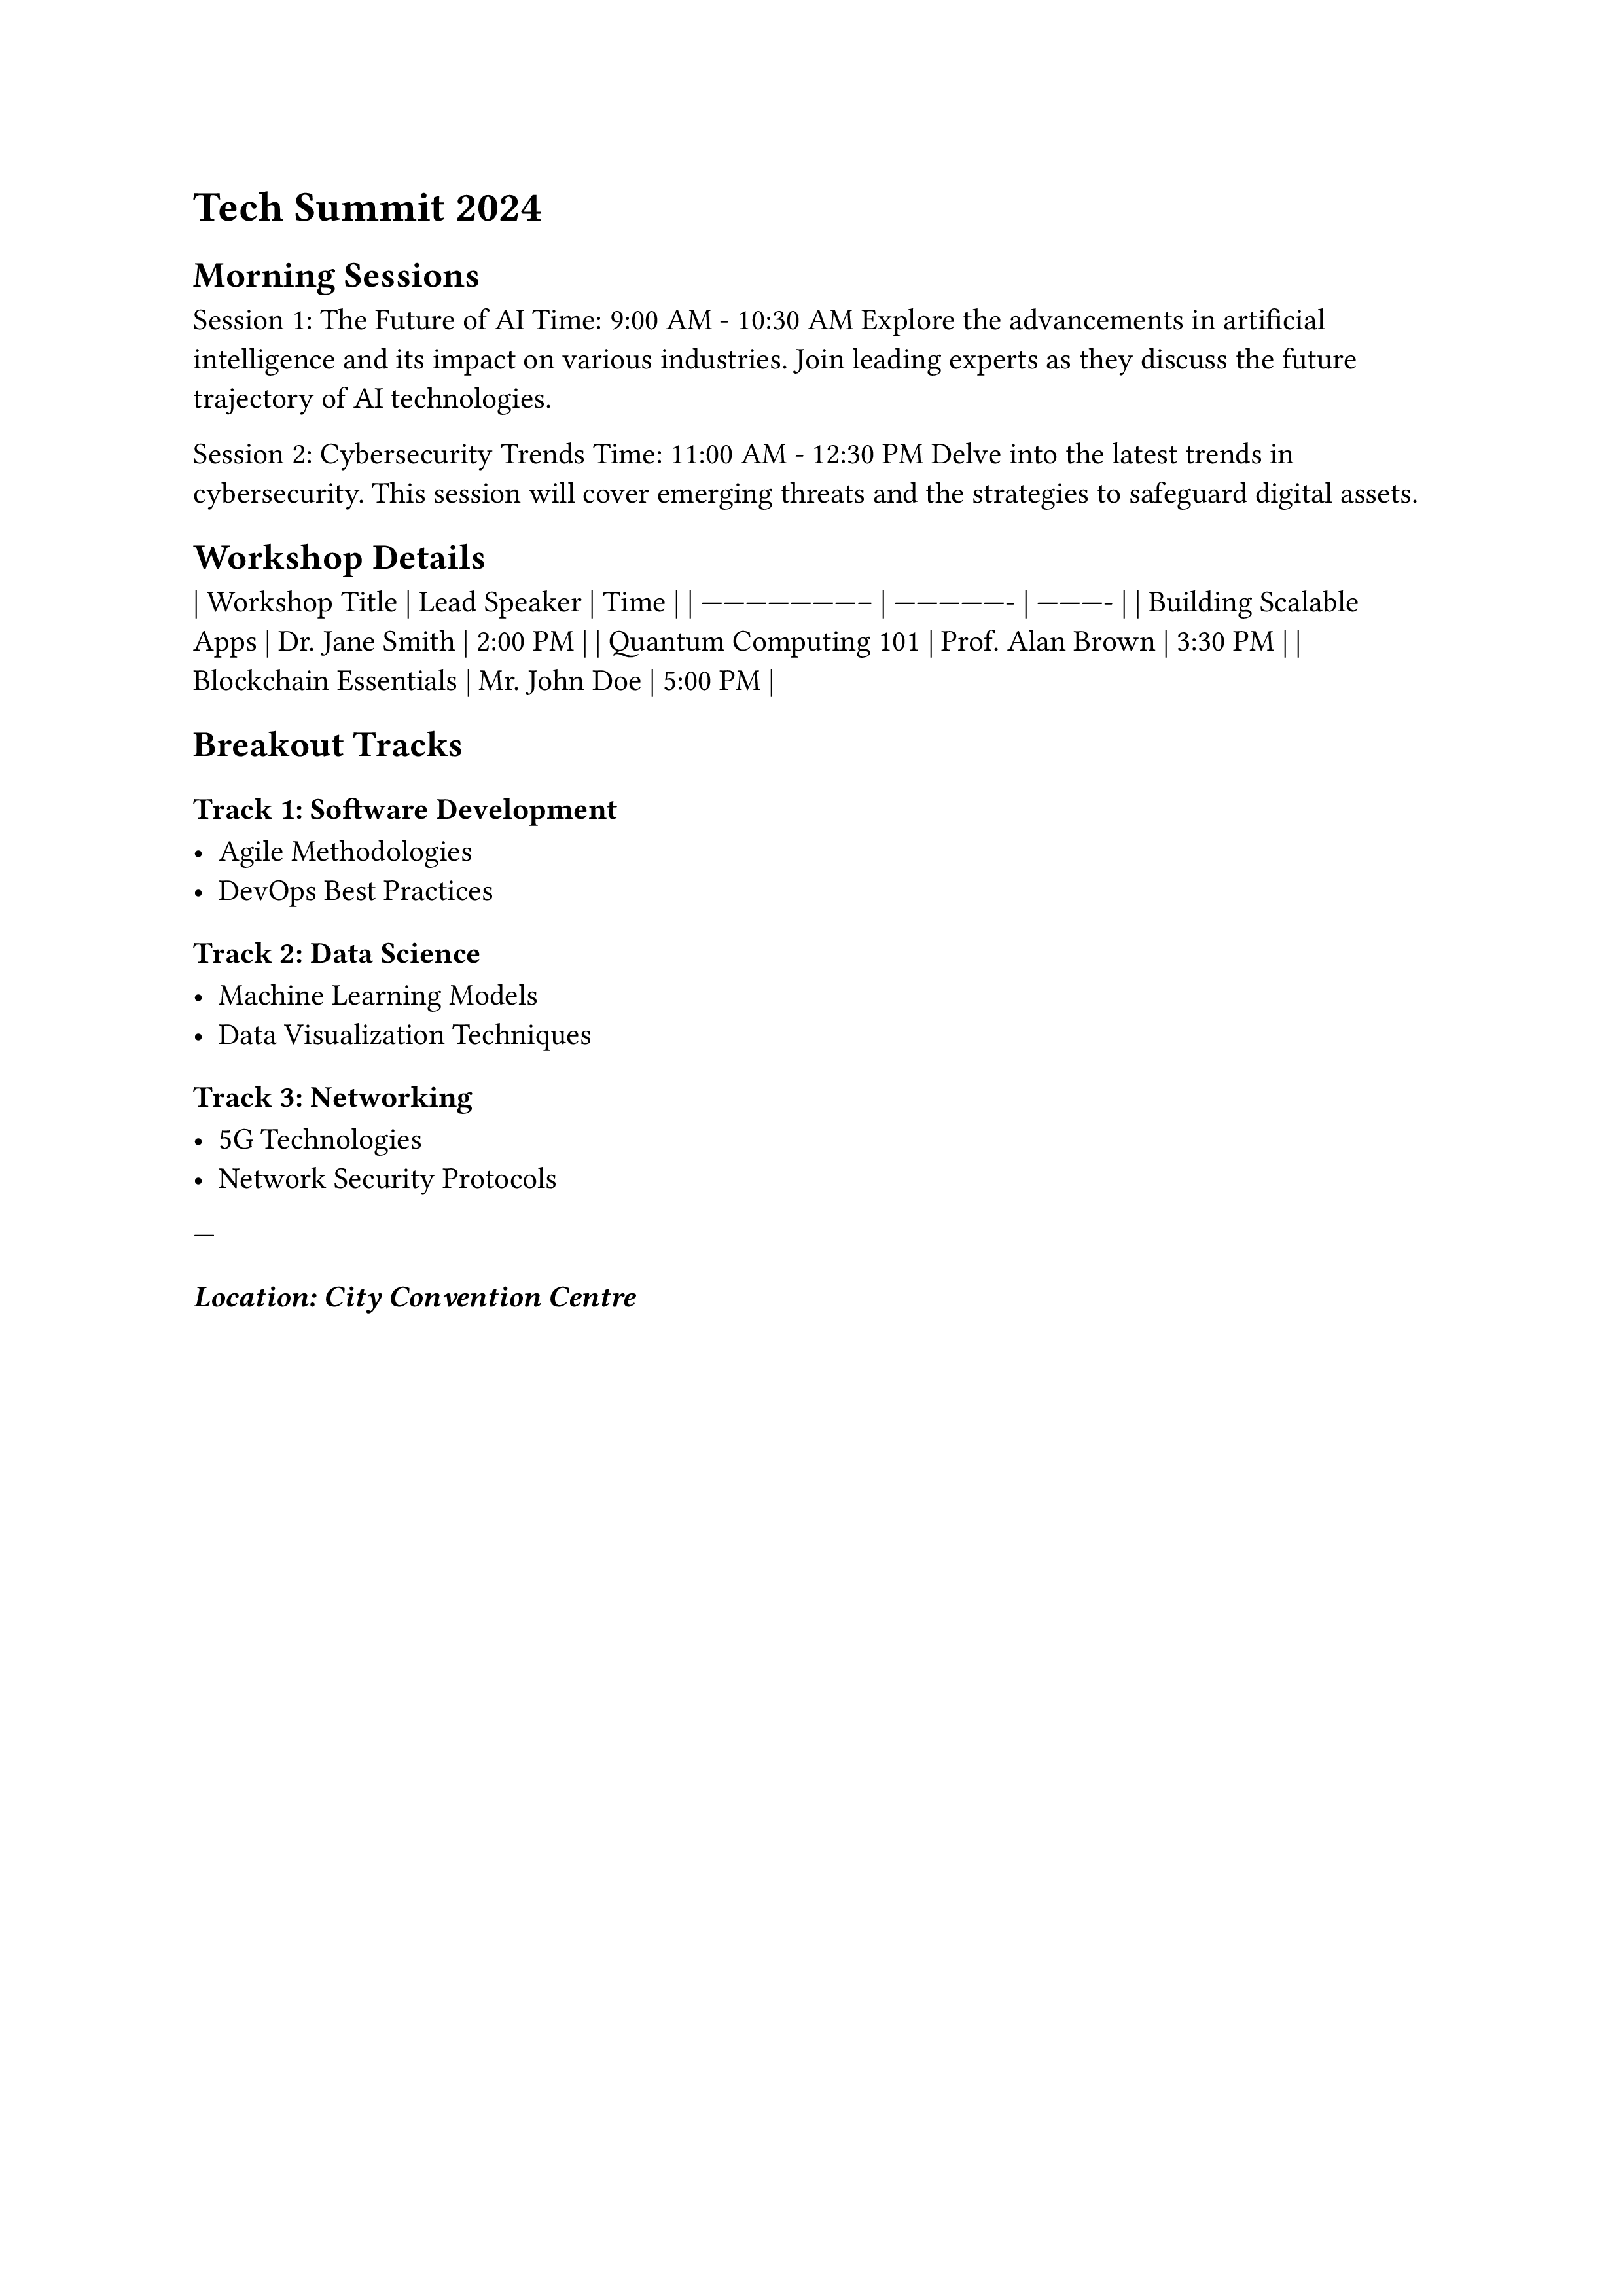 Tech Summit 2024
Morning Sessions
Session 1: The Future of AI Time: 9:00 AM - 10:30 AM Explore the advancements in artificial
intelligence and its impact on various industries. Join leading experts as they discuss the future
trajectory of AI technologies.
Session 2: Cybersecurity Trends Time: 11:00 AM - 12:30 PM Delve into the latest trends in
cybersecurity. This session will cover emerging threats and the strategies to safeguard digital assets.
Workshop Details
| Workshop Title | Lead Speaker | Time | | ———————– | —————- | ———- | | Building Scalable
Apps | Dr. Jane Smith | 2:00 PM | | Quantum Computing 101 | Prof. Alan Brown | 3:30 PM | |
Blockchain Essentials | Mr. John Doe | 5:00 PM |
Breakout Tracks
Track 1: Software Development
• Agile Methodologies
• DevOps Best Practices
Track 2: Data Science
• Machine Learning Models
• Data Visualization Techniques
Track 3: Networking
• 5G Technologies
• Network Security Protocols
—
Location: City Convention Centre